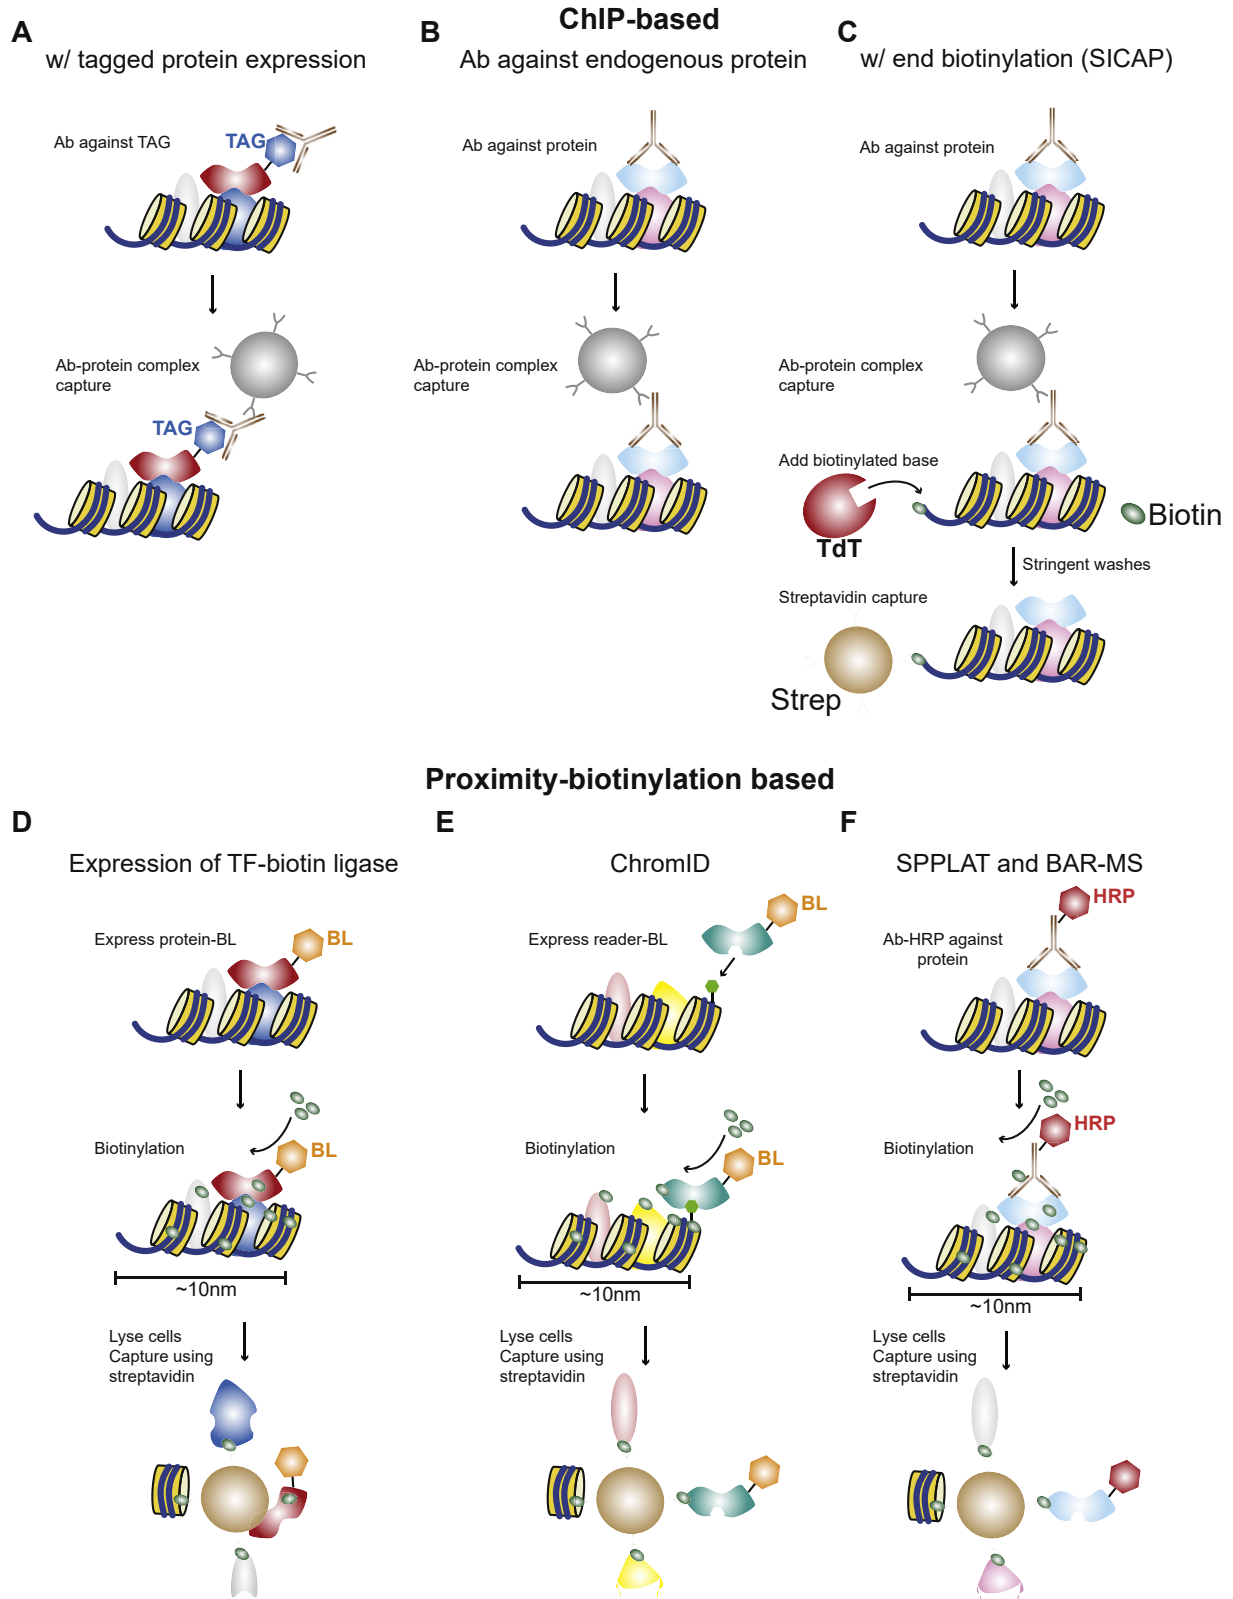 ChIP-based
A
w/ tagged protein expression
Ab against TAG
TAG
Ab-protein complex
capture
TAG
B
Ab against endogenous protein
Ab against protein
Ab-protein complex
capture
C
w/ end biotinylation (SICAP)
Ab against protein
Ab-protein complex
capture
Add biotinylated base
TdT
Biotin
Stringent washes
Streptavidin capture
Strep
Proximity-biotinylation based
D
Expression of TF-biotin ligase
Express protein-BL
BL
Biotinylation
BL
~10nm
Lyse cells
Capture using
streptavidin
E
ChromID
Express reader-BL
BL
Biotinylation
BL
~10nm
Lyse cells
Capture using
streptavidin
F
SPPLAT and BAR-MS
Ab-HRP against
protein
HRP
Biotinylation
HRP
~10nm
Lyse cells
Capture using
streptavidin